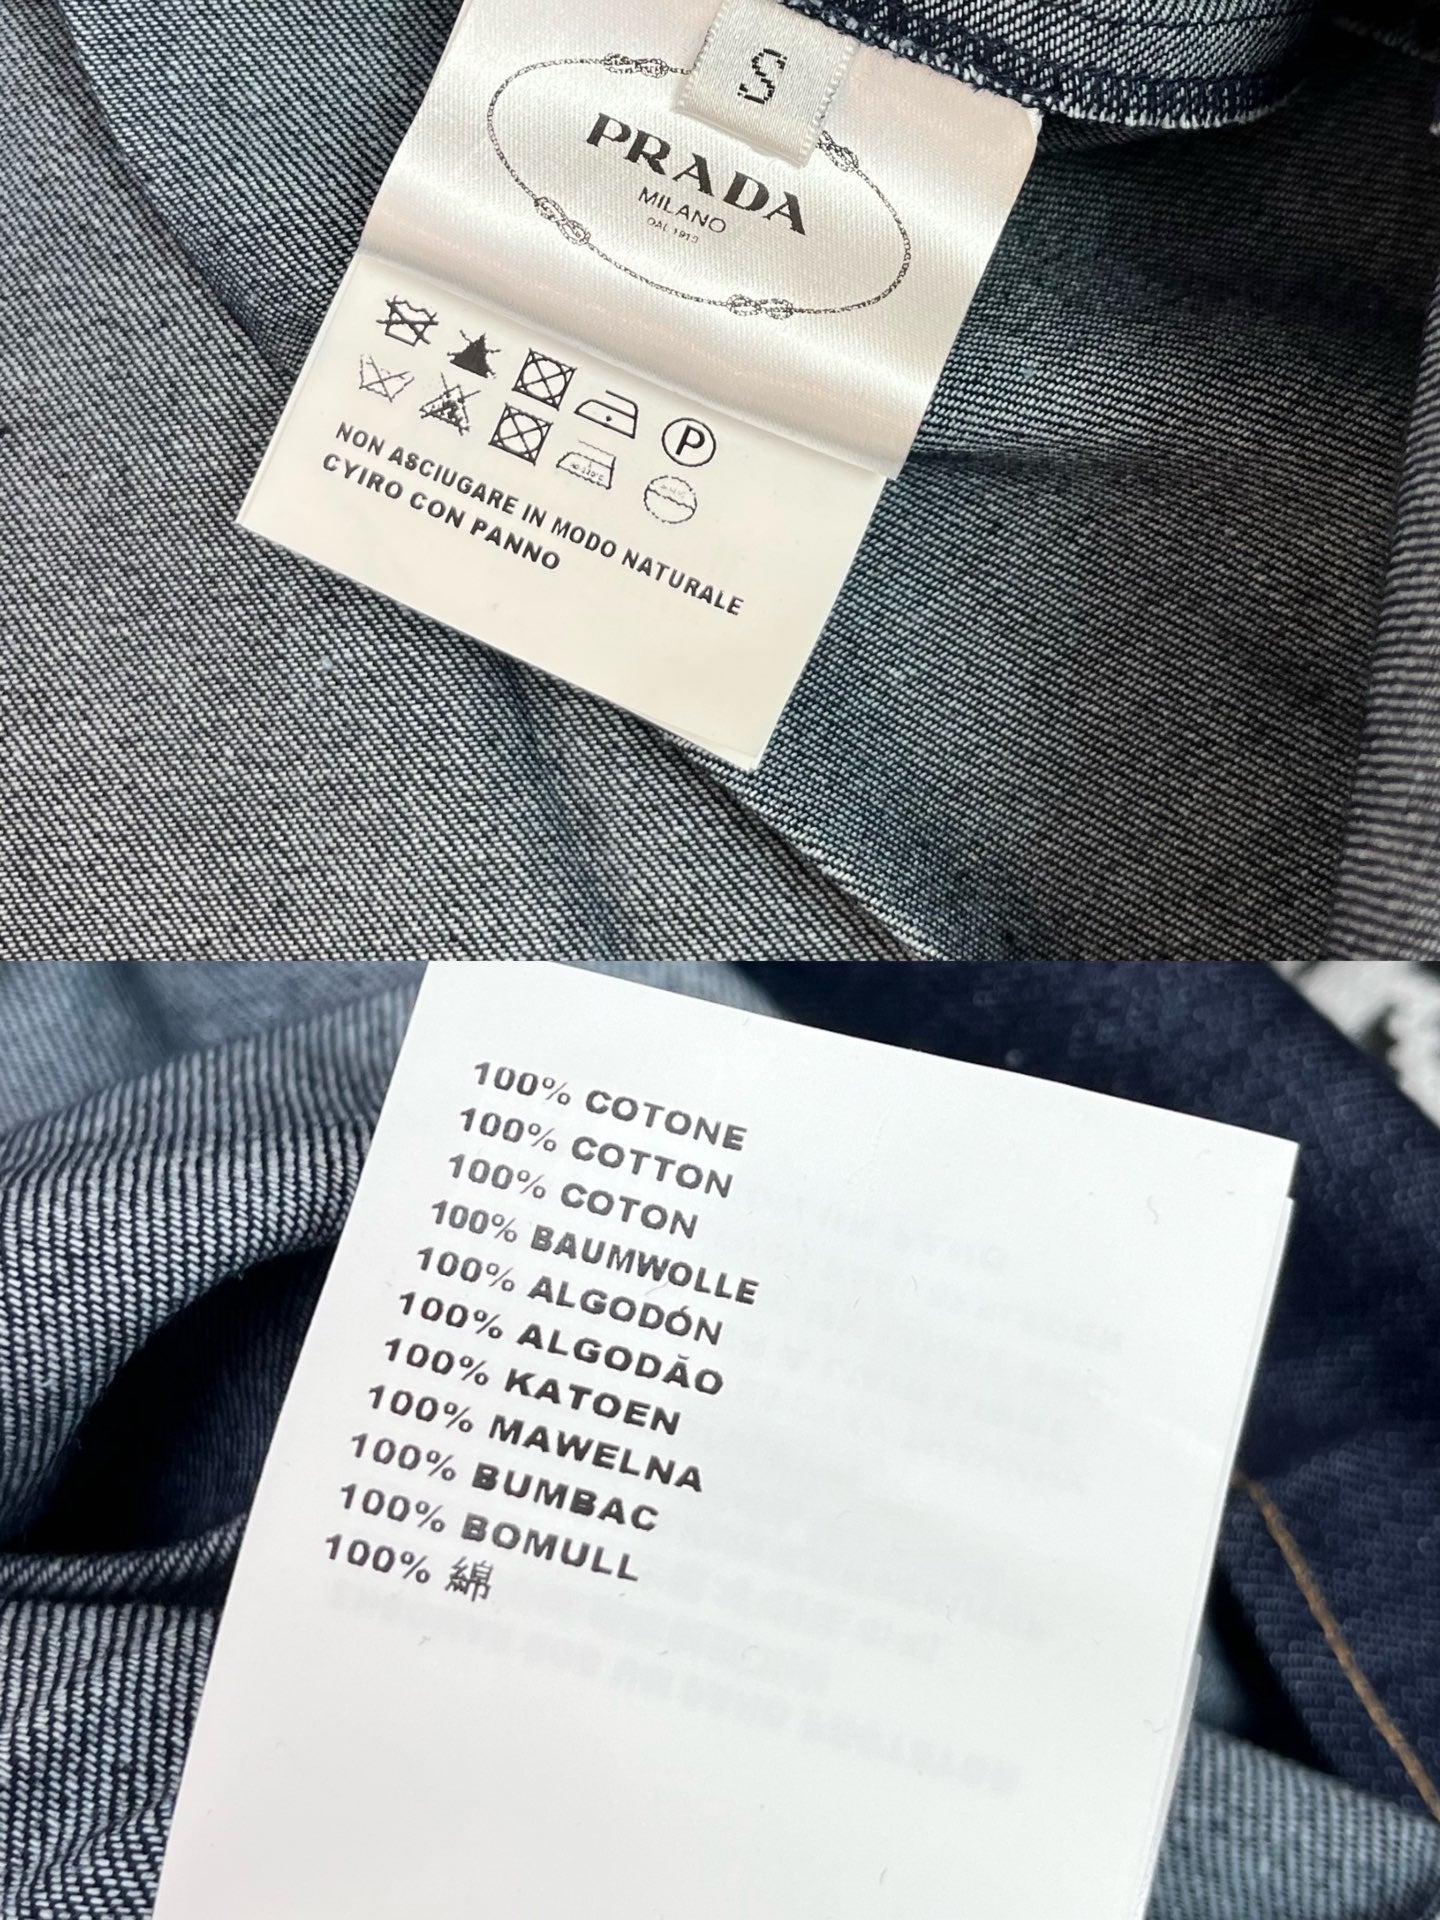 S
PRADA
MILANO
DAL 1913
P
NON ASCIUGARE IN MODO NATURALE
CYIRO CON PANNO
100% COTONE
100% COTTON
100% COTON
100% BAUMWOLLE
100% ALGODÓN
100% ALGODÃO
100% KATOEN
100% MAWELNA
100% BUMBAC
100% BOMULL
100% 綿